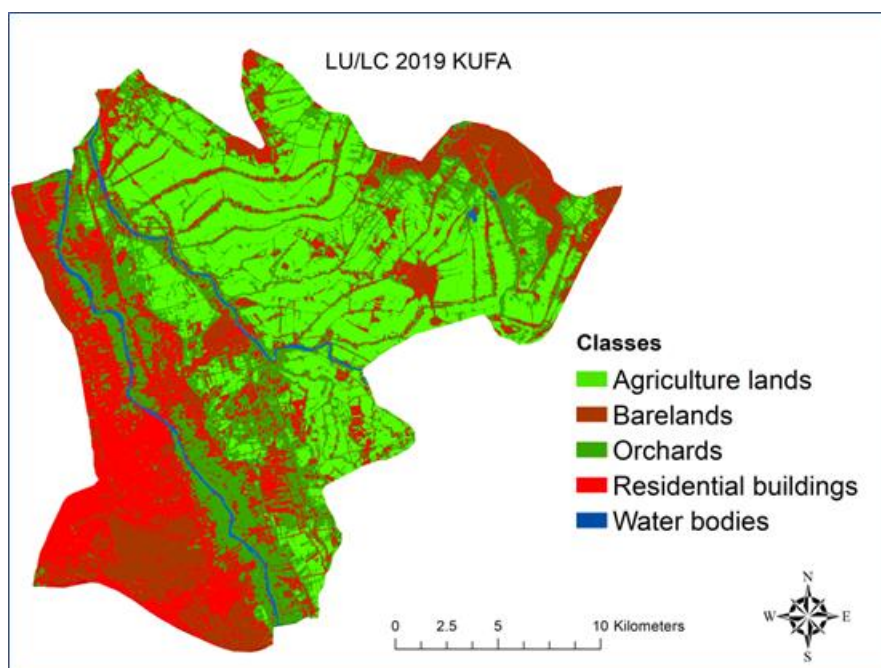 LU/LC 2019 KUFA
Classes
Agriculture lands
Barelands
Orchards
Residential buildings
Water bodies
0 2.5 5 10 Kilometers
N
W E
S